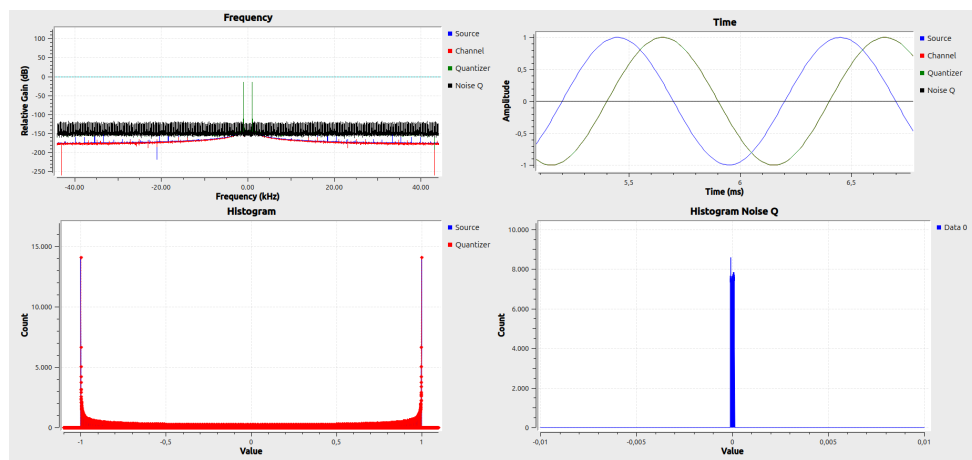 Frequency
100
50
0
-50
-100
-150
-200
-250
Relative Gain (dB)
-40.00
-20.00
0.00
20.00
40.00
Frequency (kHz)
Source
Channel
Quantizer
Noise Q
Time
1
0,5
0
-0,5
-1
Amplitude
5,5
6
6,5
Time (ms)
Source
Channel
Quantizer
Noise Q
Histogram
15.000
10.000
5.000
0
Count
-1
-0,5
0
0,5
1
Value
Source
Quantizer
Histogram Noise Q
10.000
8.000
6.000
4.000
2.000
0
Count
-0,01
-0,005
0
0,005
0,01
Value
Data 0